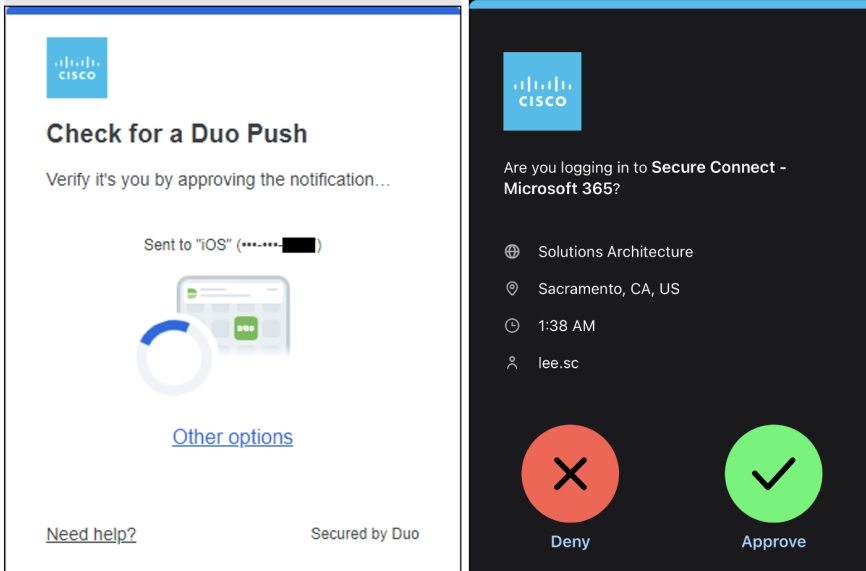 CISCO
Check for a Duo Push
Verify it's you by approving the notification...
Sent to "iOS" (•••-•••- )
DUO
Other options
Need help?
Secured by Duo
CISCO
Are you logging in to Secure Connect -
Microsoft 365?
Solutions Architecture
Sacramento, CA, US
1:38 AM
lee.sc
Deny
Approve